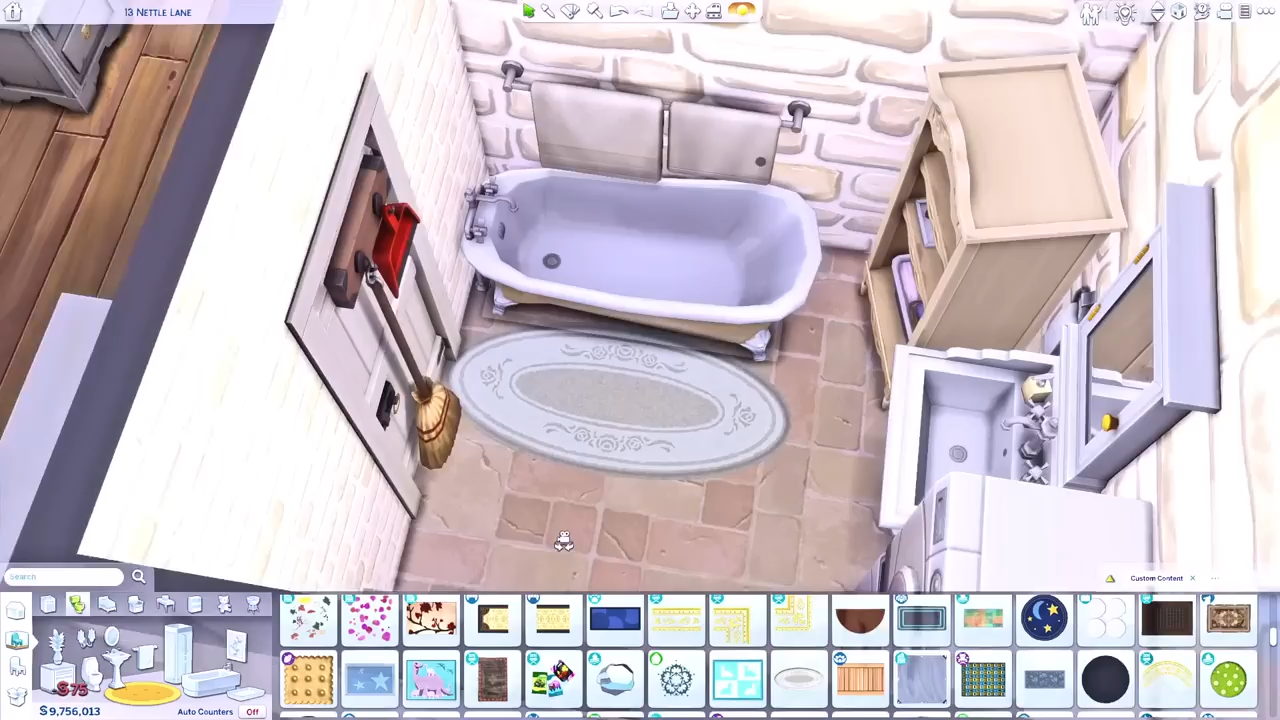 13 NETTLE LANE
Search
Custom Content
$75
$9,756,013
Auto Counters
Off